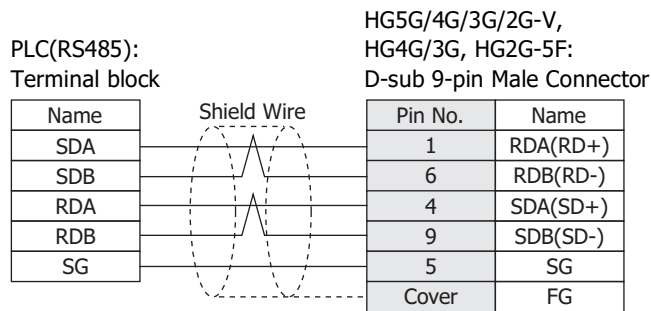 HG5G/4G/3G/2G-V,
PLC(RS485): HG4G/3G, HG2G-5F:
Terminal block D-sub 9-pin Male Connector
Name Shield Wire Pin No. Name
SDA 1 RDA(RD+)
SDB 6 RDB(RD-)
RDA 4 SDA(SD+)
RDB 9 SDB(SD-)
SG 5 SG
Cover FG